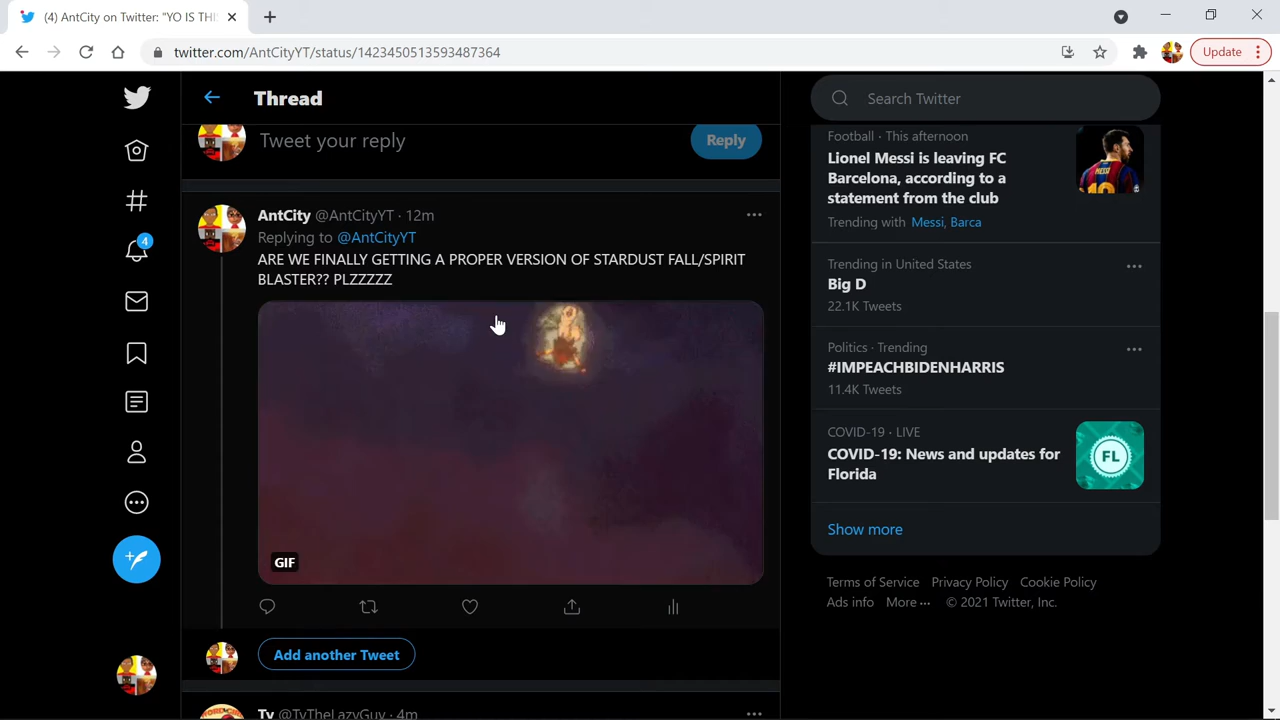 (4) AntCity on Twitter: "YO IS THI
twitter.com/AntCityYT/status/1423450513593487364
Update
Thread
Search Twitter
Tweet your reply
Reply
Football · This afternoon
Lionel Messi is leaving FC
Barcelona, according to a
statement from the club
Trending with Messi, Barca
4
AntCity @AntCityYT · 12m
Replying to @AntCityYT
ARE WE FINALLY GETTING A PROPER VERSION OF STARDUST FALL/SPIRIT
BLASTER?? PLZZZZZ
GIF
Add another Tweet
Ty @TyTheLazyGuy · 4m
Trending in United States
Big D
22.1K Tweets
Politics · Trending
#IMPEACHBIDENHARRIS
11.4K Tweets
COVID-19 · LIVE
COVID-19: News and updates for
Florida
FL
Show more
Terms of Service Privacy Policy Cookie Policy
Ads info More ··· © 2021 Twitter, Inc.